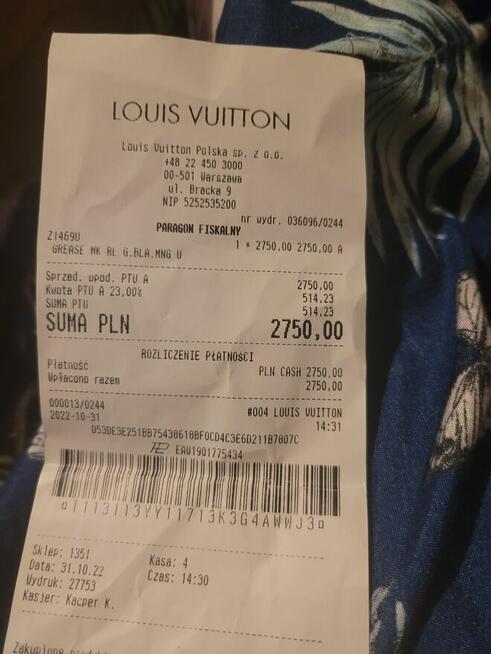 LOUIS VUITTON
Louis Vuitton Polska sp. z o.o.
+48 22 450 3000
00-501 Warszawa
ul. Bracka 9
NIP 5252535200
nr wydr. 036096/0244
PARAGON FISKALNY
Z1469U 1 * 2750.00 2750.00 A
GREASE MK RL G.BLA.MNG U
Sprzed. opod. PTU A 2750.00
Kwota PTU A 23,00% 514.23
SUMA PTU 514.23
SUMA PLN 2750,00
ROZLICZENIE PŁATNOŚCI
Płatność PLN CASH 2750.00
Wpłacono razem 2750.00
000013/0244 #004 LOUIS VUITTON
2022-10-31 14:31
D53DE3E251BB75438618BF0CD4C3E6D211B7807C
EAW1901775434
Sklep: 1351 Kasa: 4
Data: 31.10.22 Czas: 14:30
Wydruk: 27753
Kasjer: Kacper K.